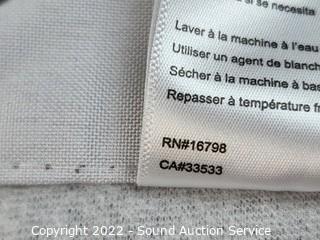 si se necesita
Laver à la machine à l'eau
Utiliser un agent de blanch
Sécher à la machine à bas
Repasser à température fr
RN#16798
CA#33533
Copyright 2022 - Sound Auction Service